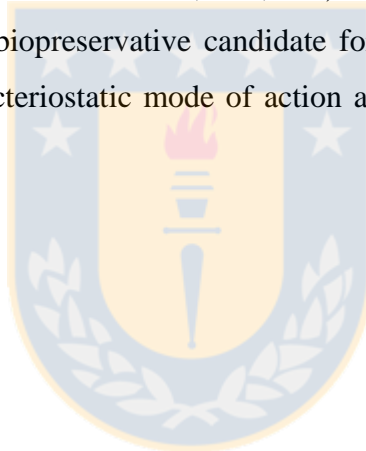 biopreservative candidate fo
cteriostatic mode of action a